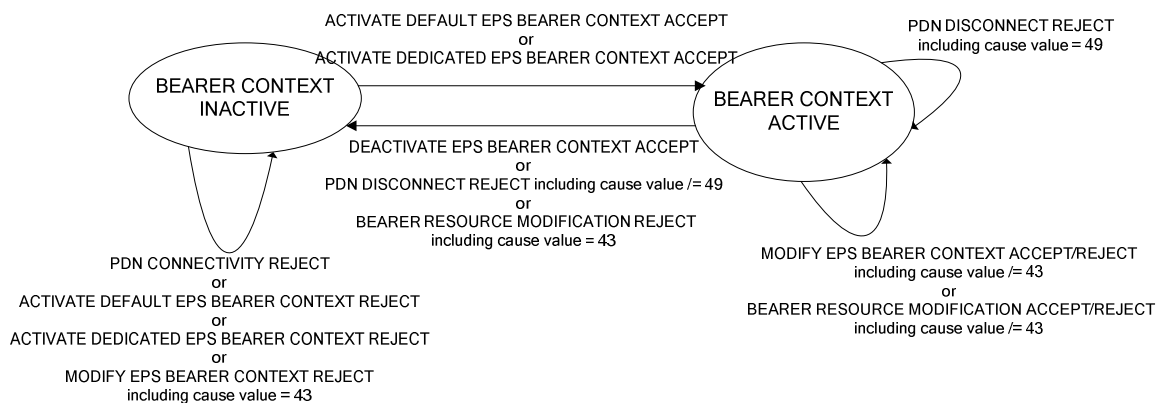 ACTIVATE DEFAULT EPS BEARER CONTEXT ACCEPT
or
ACTIVATE DEDICATED EPS BEARER CONTEXT ACCEPT
PDN DISCONNECT REJECT
including cause value = 49
BEARER CONTEXT
INACTIVE
BEARER CONTEXT
ACTIVE
DEACTIVATE EPS BEARER CONTEXT ACCEPT
or
PDN DISCONNECT REJECT including cause value /= 49
or
BEARER RESOURCE MODIFICATION REJECT
including cause value = 43
PDN CONNECTIVITY REJECT
or
ACTIVATE DEFAULT EPS BEARER CONTEXT REJECT
or
ACTIVATE DEDICATED EPS BEARER CONTEXT REJECT
or
MODIFY EPS BEARER CONTEXT REJECT
including cause value = 43
MODIFY EPS BEARER CONTEXT ACCEPT/REJECT
including cause value /= 43
or
BEARER RESOURCE MODIFICATION ACCEPT/REJECT
including cause value /= 43